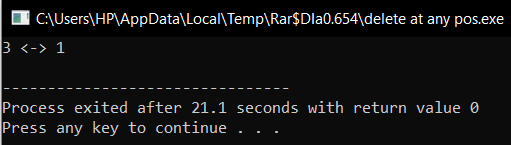 C:\Users\HP\AppData\Local\Temp\Rar$DIa0.654\delete at any pos.exe
3 <-> 1
--------------------------------
Process exited after 21.1 seconds with return value 0
Press any key to continue . . .